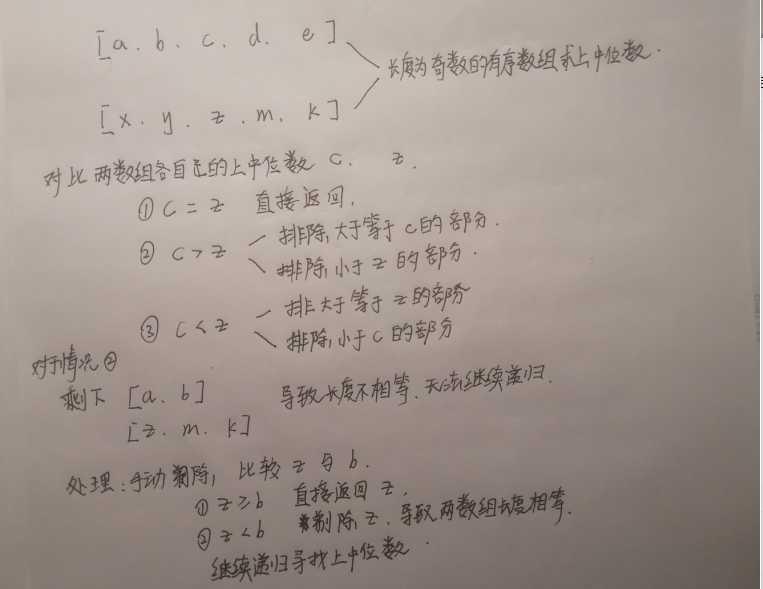 [a . b . c . d . e ]
长度为奇数的有序数组求上中位数.
[x . y . z . m . k ]
对比两数组各自己的上中位数 c . z .
① c = z 直接返回.
② c > z 排除大于等于 c 的部分.
排除小于 z 的部分.
③ c < z 排大于等于 z 的部分
排除小于 c 的部分
对于情况②
剩下 [a . b] 导致长度不相等. 无法继续递归.
[z . m . k]
处理: 手动剔除, 比较 z 与 b .
① z ≥ b 直接返回 z .
② z < b 剔除 z . 导致两数组长度相等.
继续递归寻找上中位数 .